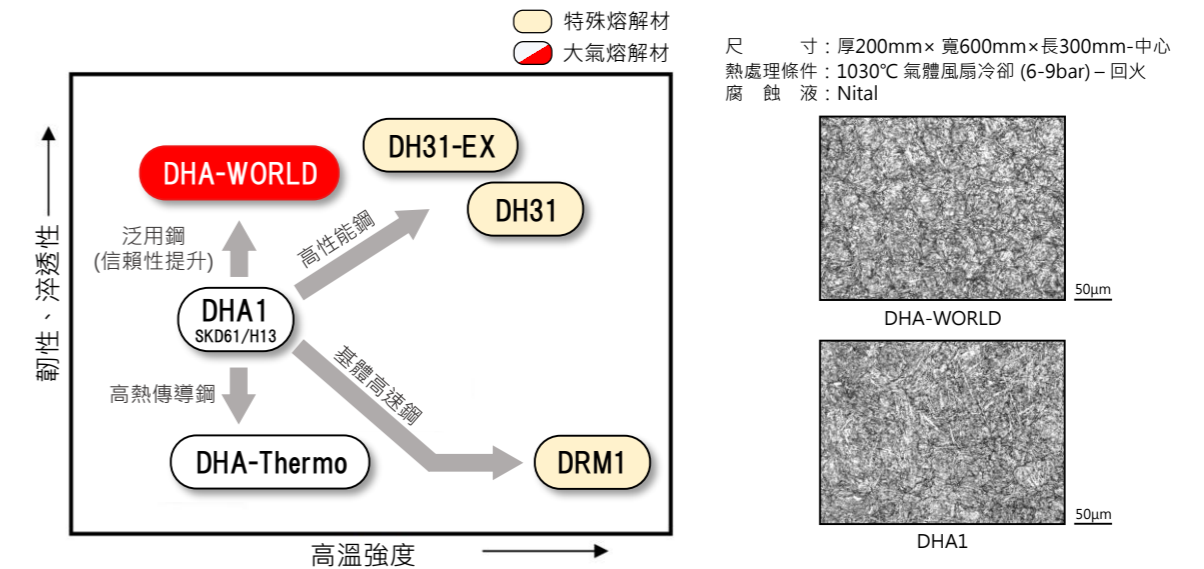 特殊熔解材
大氣熔解材
韌性、淬透性
DHA-WORLD
DH31-EX
DH31
泛用鋼
(信賴性提升)
高性能鋼
DHA1
SKD61/H13
基體高速鋼
高熱傳導鋼
DHA-Thermo
DRM1
高溫強度
尺　　　寸：厚200mm× 寬600mm×長300mm-中心
熱處理條件：1030℃ 氣體風扇冷卻 (6-9bar) – 回火
腐　蝕　液：Nital
50μm
DHA-WORLD
50μm
DHA1